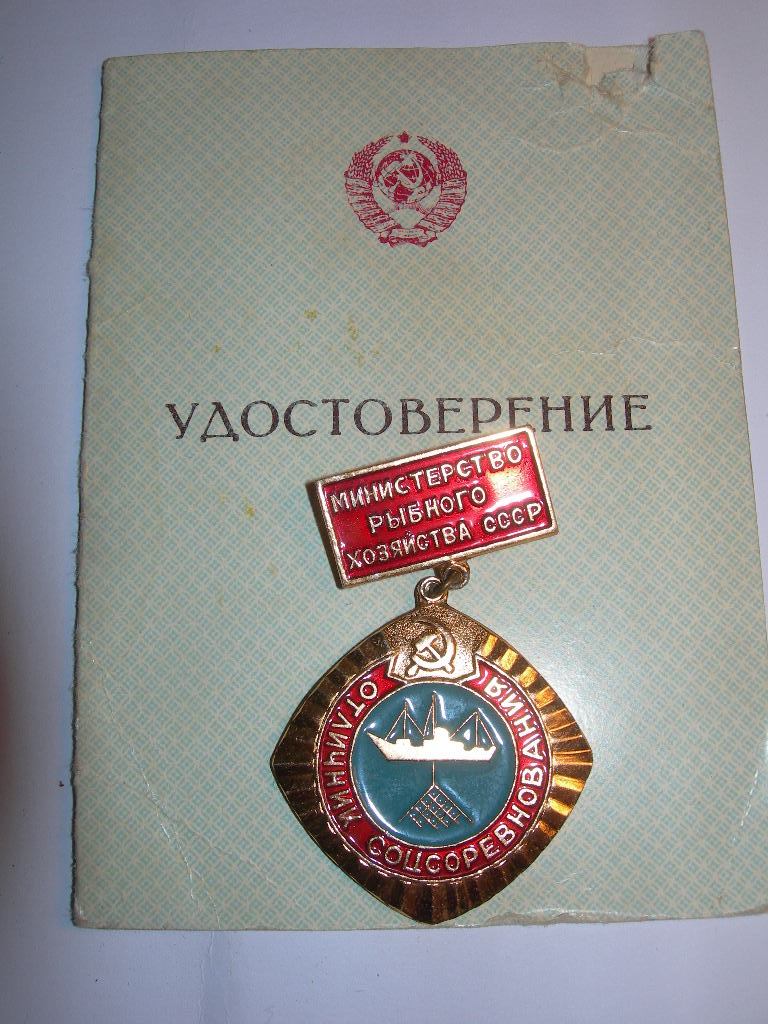 УДОСТОВЕРЕНИЕ
МИНИСТЕРСТВО
РЫБНОГО
ХОЗЯЙСТВА СССР
ОТЛИЧНИК СОЦСОРЕВНОВАНИЯ